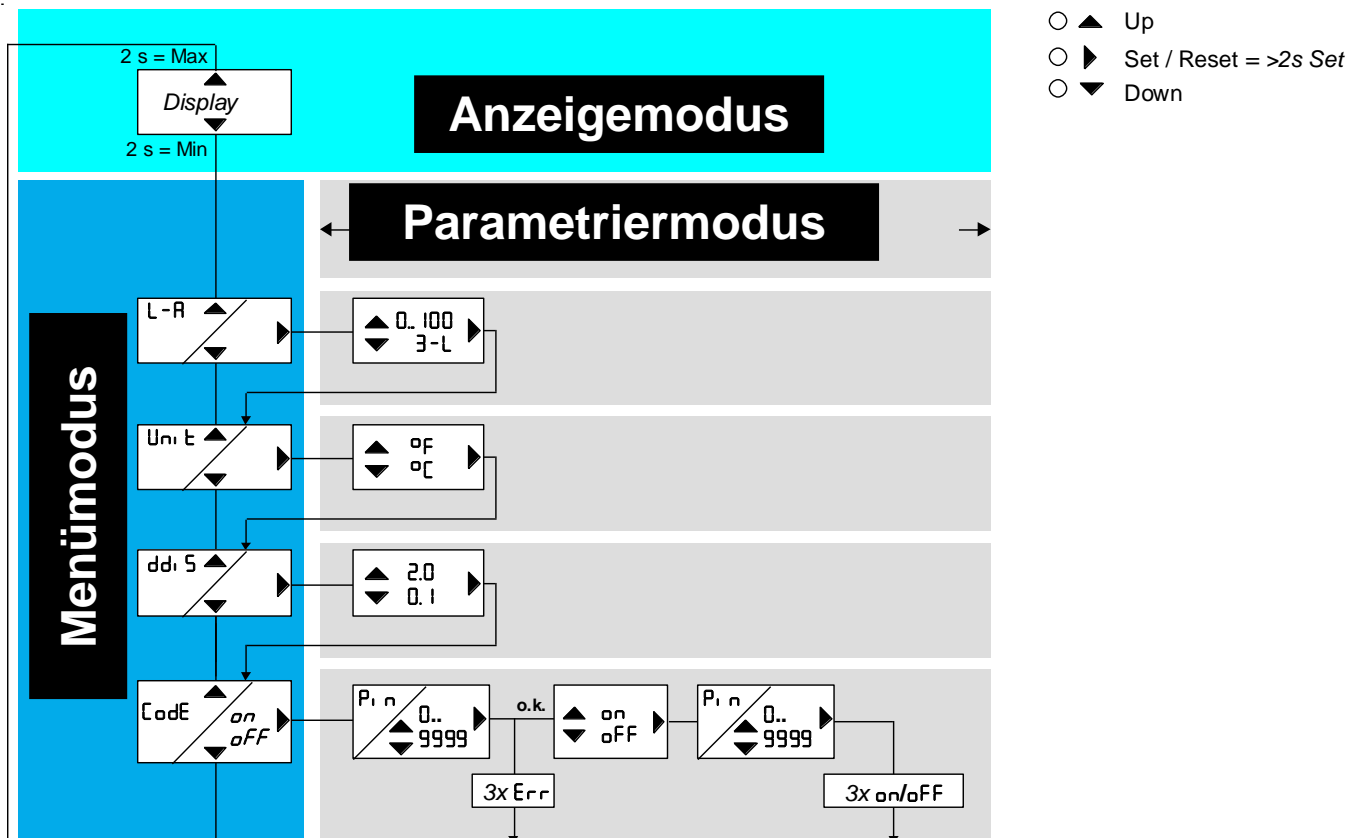 2 s = Max
Display
2 s = Min
Anzeigemodus
Up
Set / Reset = >2s Set
Down
Parametriermodus
Menümodus
L-A
0.. 100
3-L
Unit
°F
°C
ddiS
2.0
0.1
CodE
on
oFF
Pin
0..
9999
o.k.
on
oFF
Pin
0..
9999
3x Err
3x on/oFF